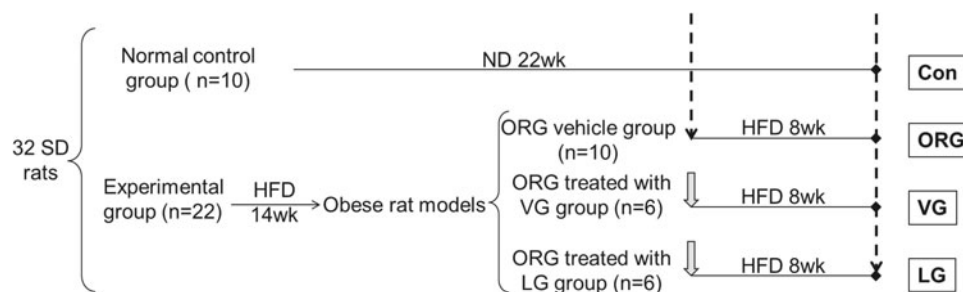 32 SD
rats
Normal control
group ( n=10)
ND 22wk
Con
Experimental
group (n=22)
HFD
14wk
Obese rat models
ORG vehicle group
(n=10)
HFD 8wk
ORG
ORG treated with
VG group (n=6)
HFD 8wk
VG
ORG treated with
LG group (n=6)
HFD 8wk
LG